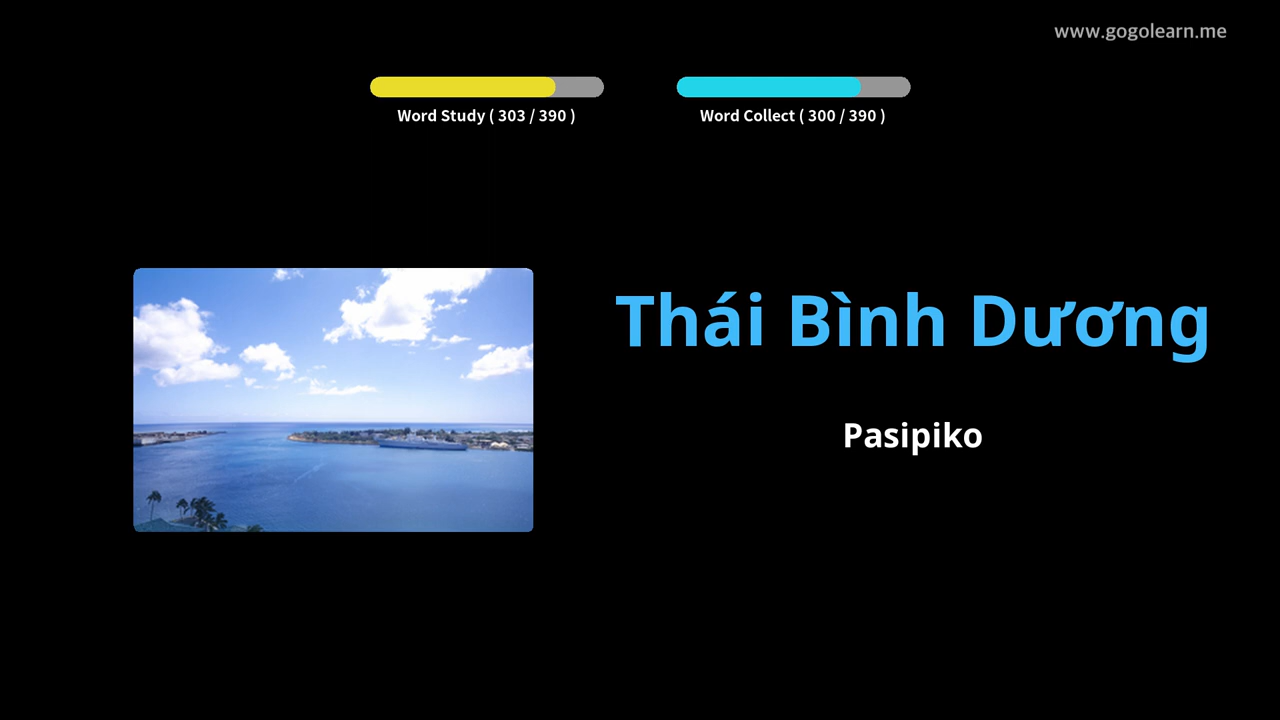 www.gogolearn.me
Word Study ( 303 / 390 )
Word Collect ( 300 / 390 )
Thái Bình Dương
Pasipiko